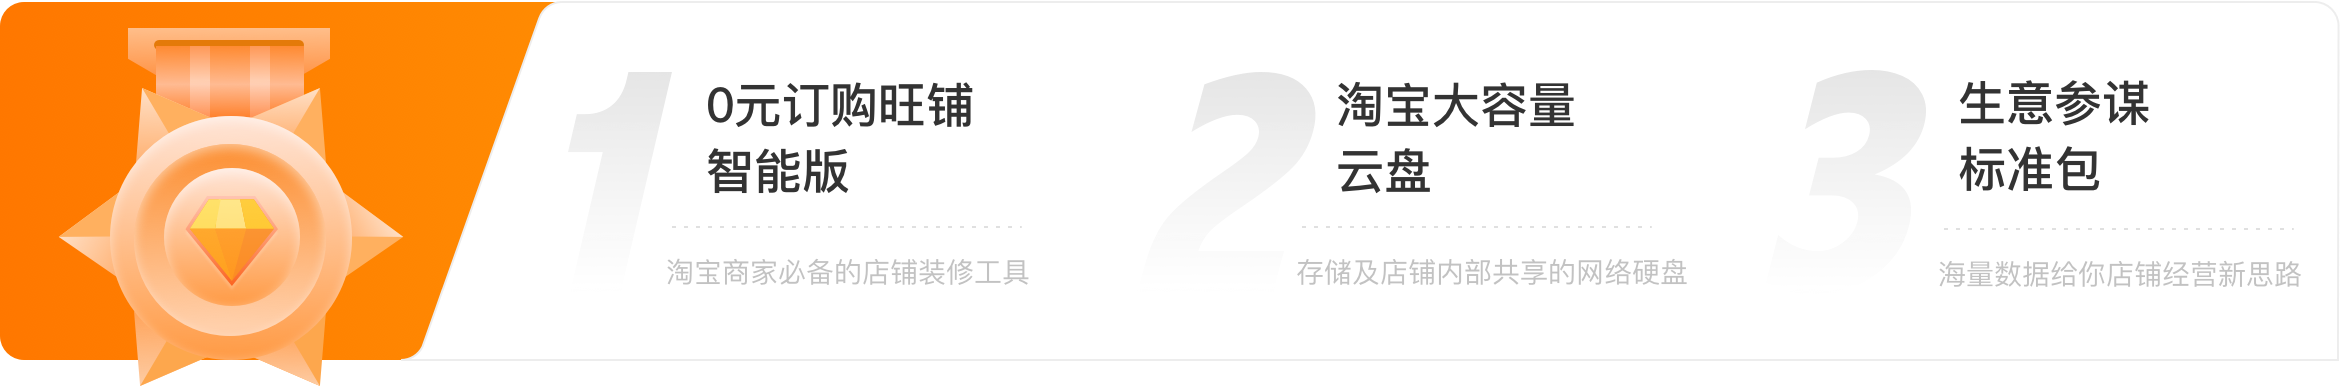 1
0元订购旺铺
智能版
淘宝商家必备的店铺装修工具
2
淘宝大容量
云盘
存储及店铺内部共享的网络硬盘
3
生意参谋
标准包
海量数据给你店铺经营新思路